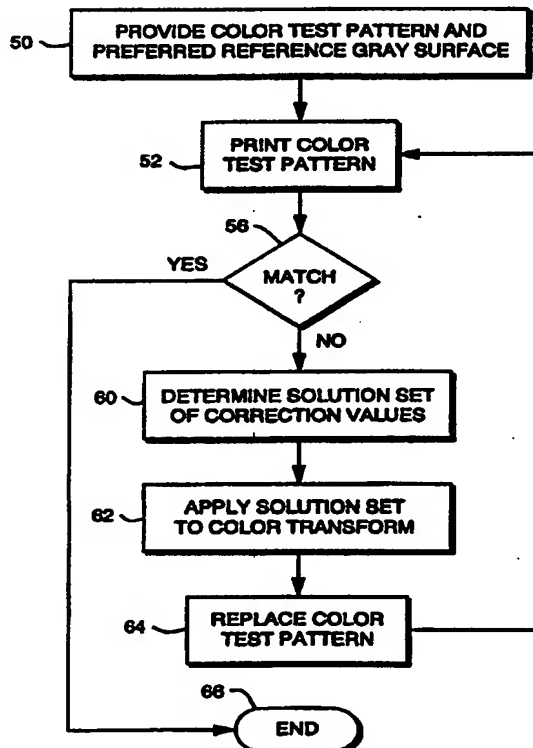 50
PROVIDE COLOR TEST PATTERN AND
PREFERRED REFERENCE GRAY SURFACE
52
PRINT COLOR
TEST PATTERN
56
YES
MATCH
?
NO
60
DETERMINE SOLUTION SET
OF CORRECTION VALUES
62
APPLY SOLUTION SET
TO COLOR TRANSFORM
64
REPLACE COLOR
TEST PATTERN
66
END